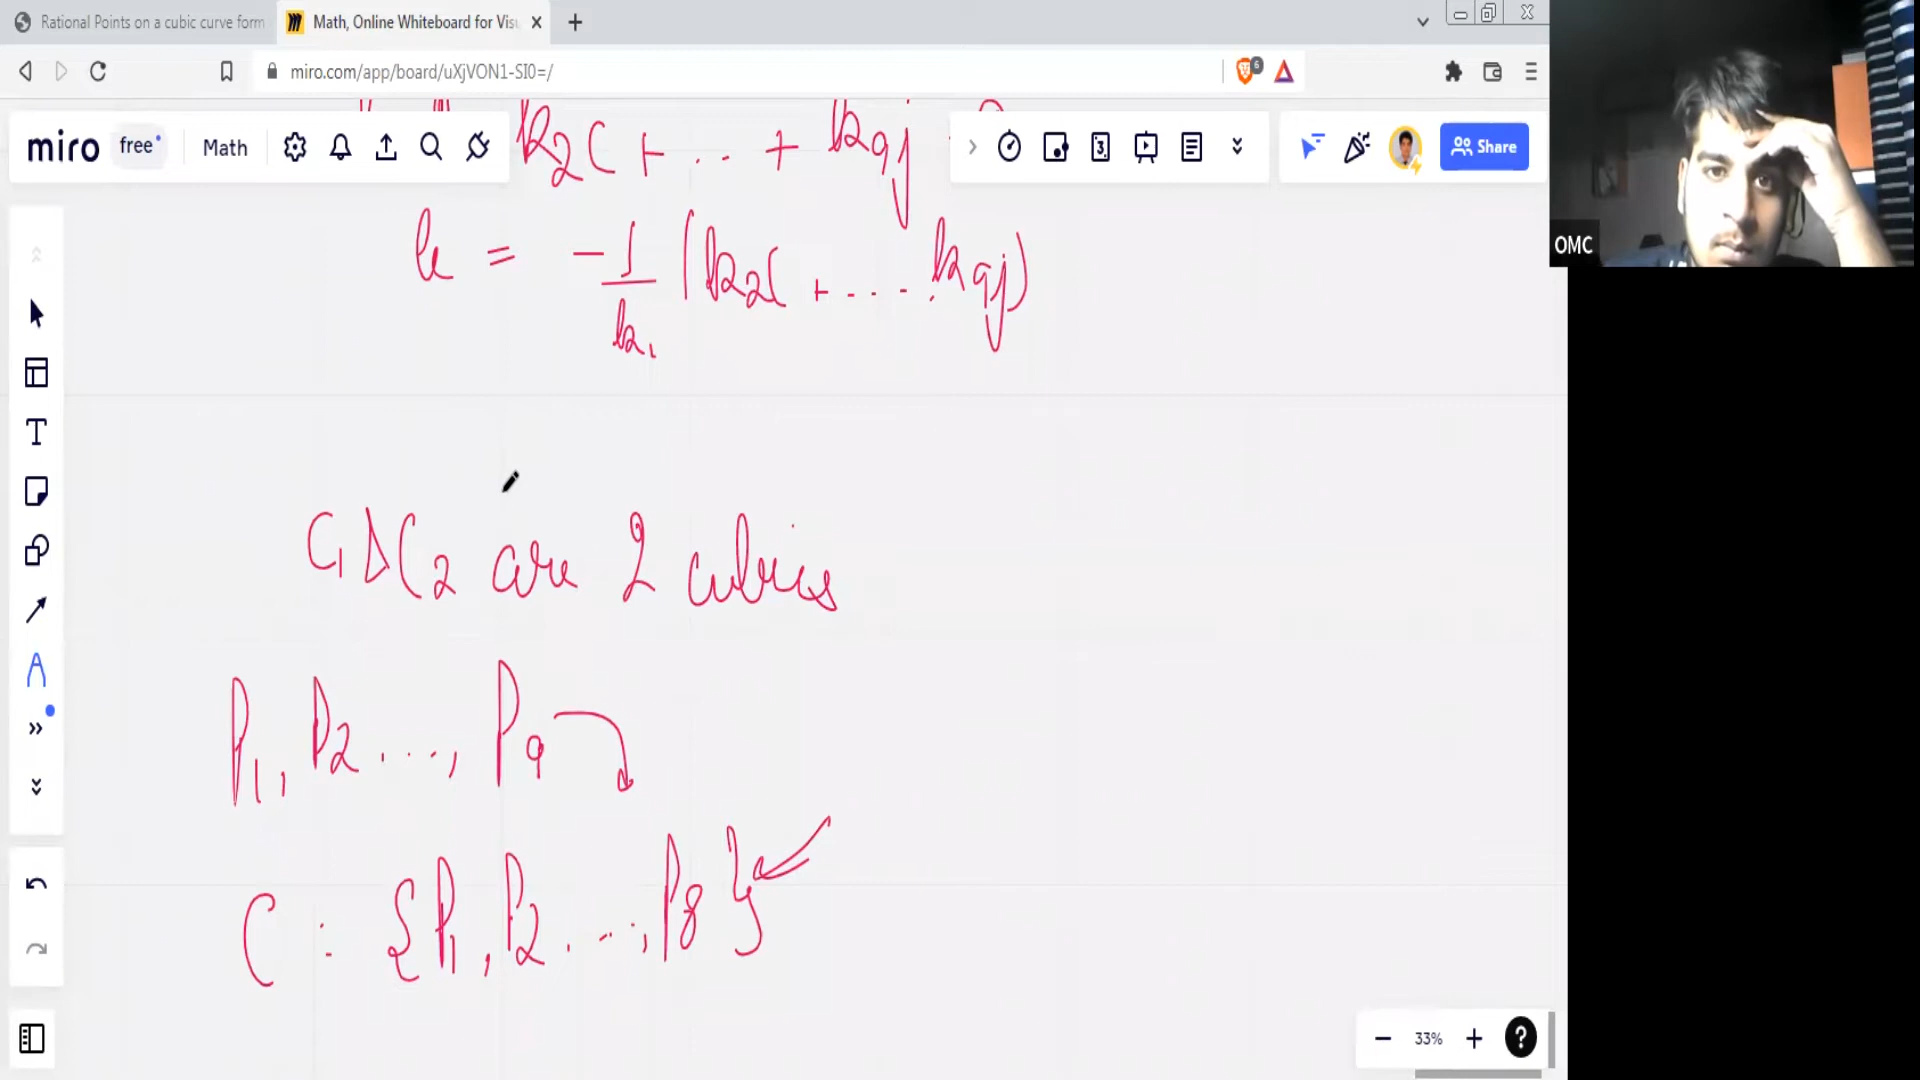 Rational Points on a cubic curve form
Math, Online Whiteboard for Visu
miro.com/app/board/uXjVON1-SI0=/
6
miro free Math
Share
k₂c + ... + k₉j
= -1/k₁ (k₂c + .... k₉j)
C₁ & C₂ are 2 cubics
P₁, P₂ ..., P₉
C : {P₁, P₂ ..., P₈}
OMC
33%